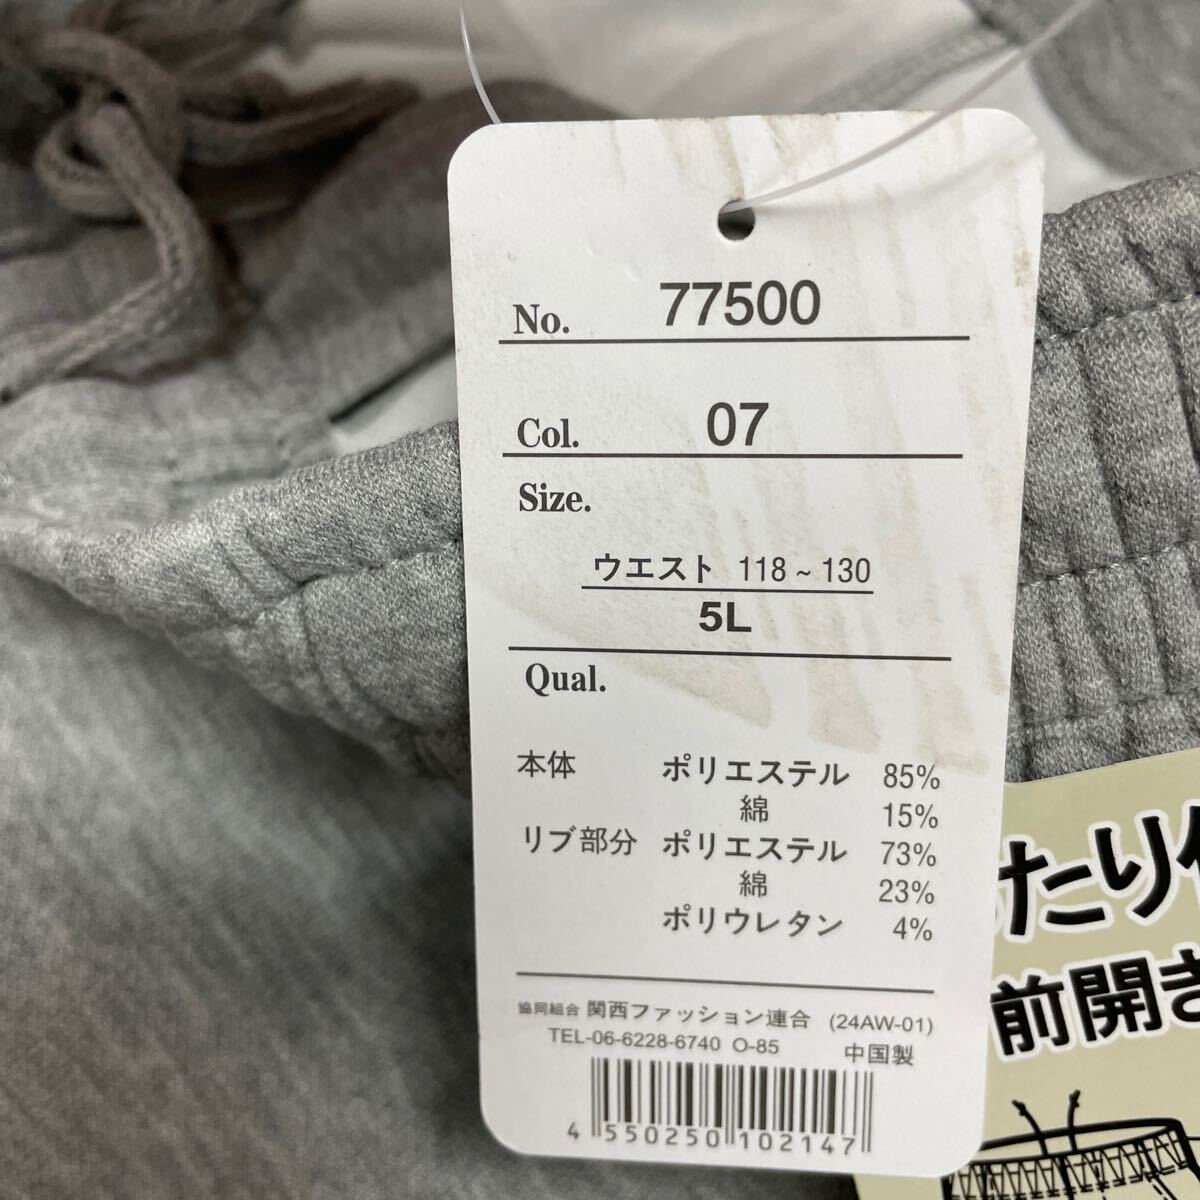 No. 77500
Col. 07
Size.
ウエスト 118～130
5L
Qual.
本体 ポリエステル 85%
綿 15%
リブ部分 ポリエステル 73%
綿 23%
ポリウレタン 4%
協同組合 関西ファッション連合 (24AW-01)
TEL-06-6228-6740 O-85
中国製
4 550250 102147
ったり
前開き